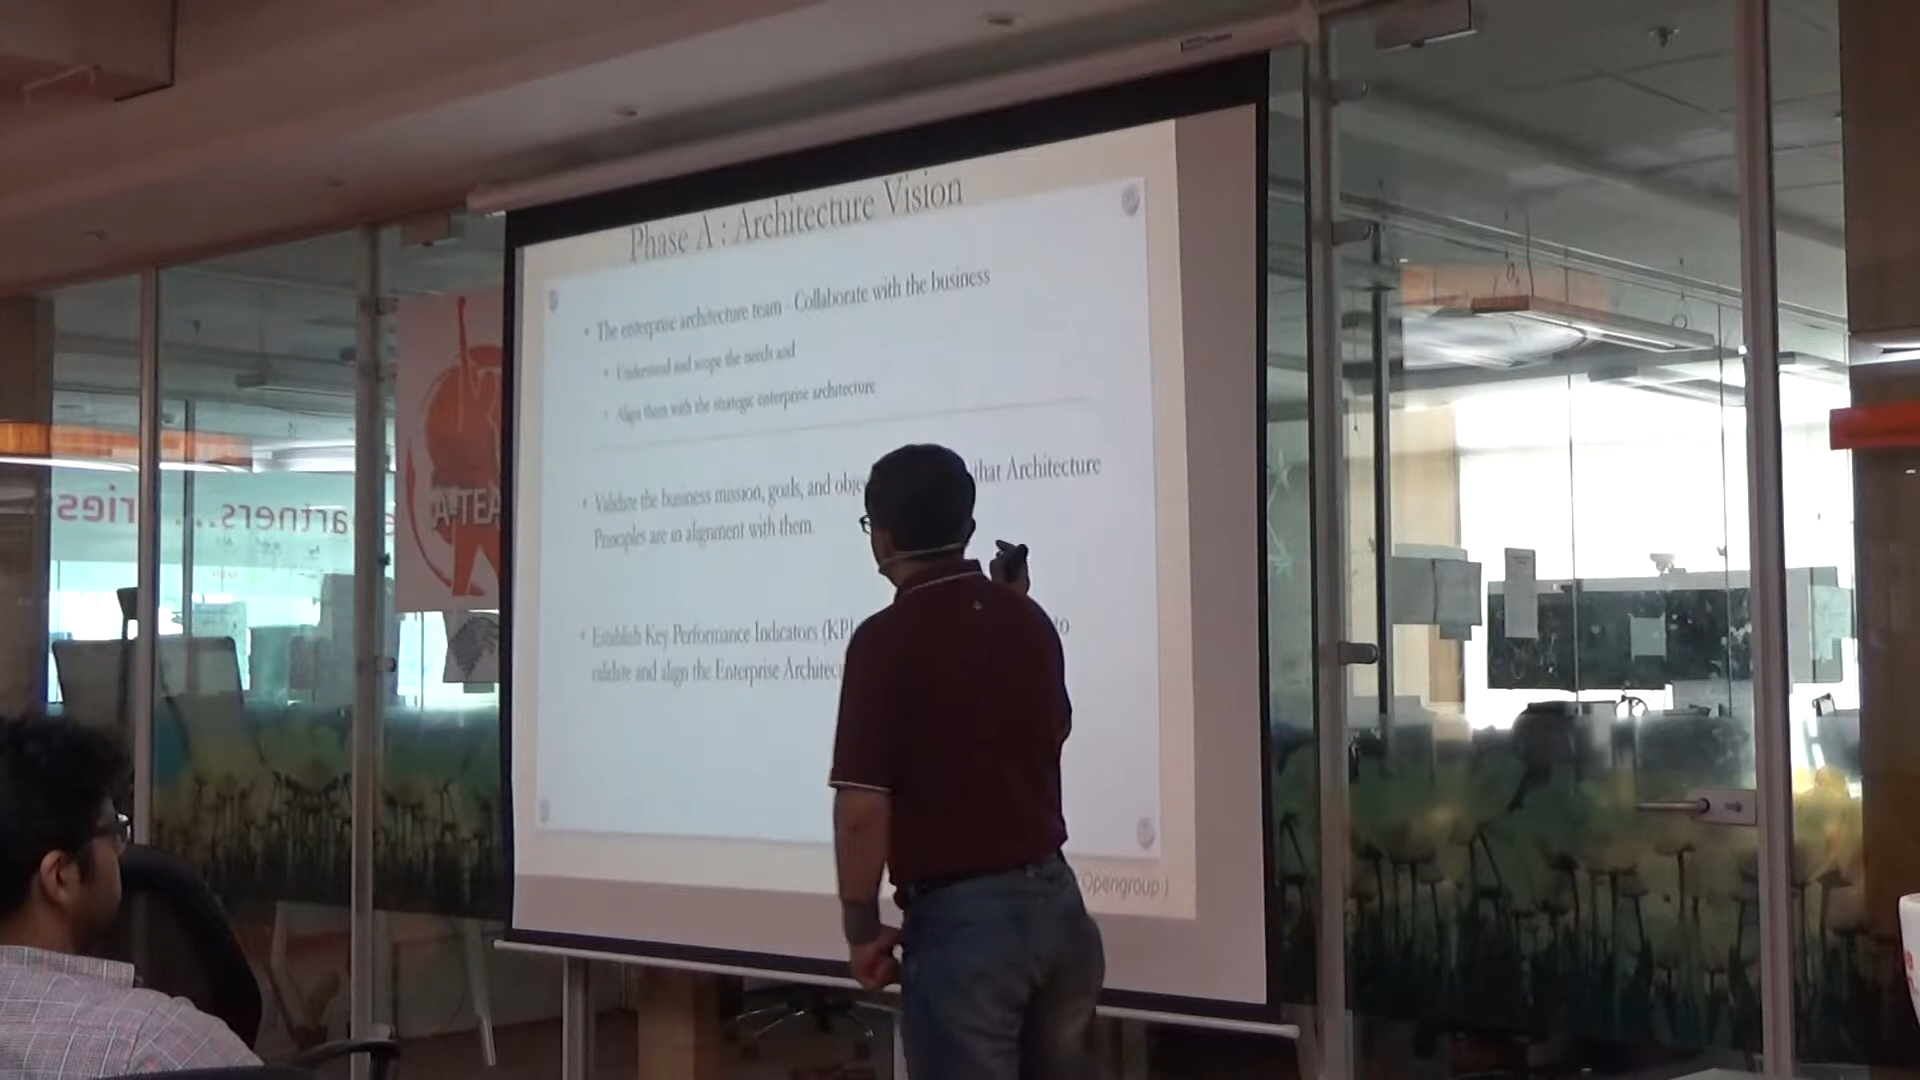 Phase A : Architecture Vision
• The enterprise architecture team - Collaborate with the business
• Understand and scope the needs and
• Align them with the strategic enterprise architecture
• Validate the business mission, goals, and obje that Architecture
Principles are in alignment with them.
• Establish Key Performance Indicators (KPI to
validate and align the Enterprise Architec
Opengroup )
A-TEA
artners....
ries